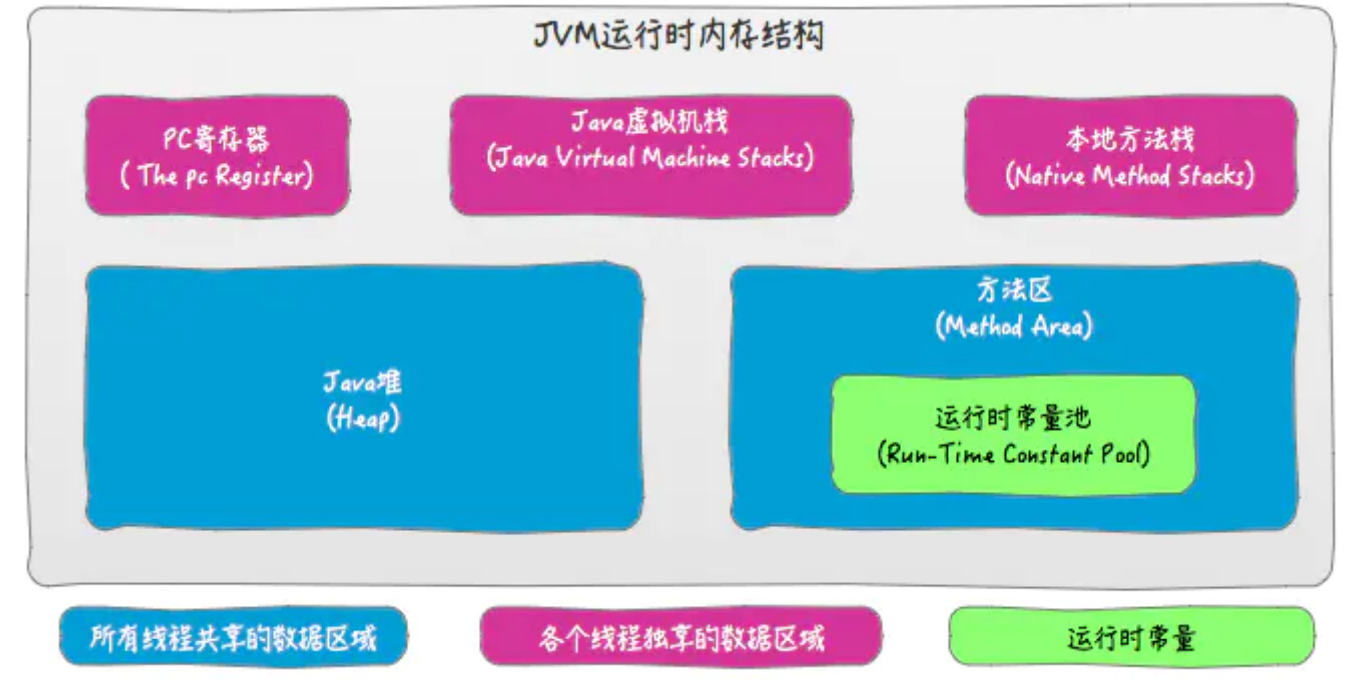 JVM运行时内存结构
PC寄存器
( The pc Register)
Java虚拟机栈
(Java Virtual Machine Stacks)
本地方法栈
(Native Method Stacks)
Java堆
(Heap)
方法区
(Method Area)
运行时常量池
(Run-Time Constant Pool)
所有线程共享的数据区域
各个线程独享的数据区域
运行时常量